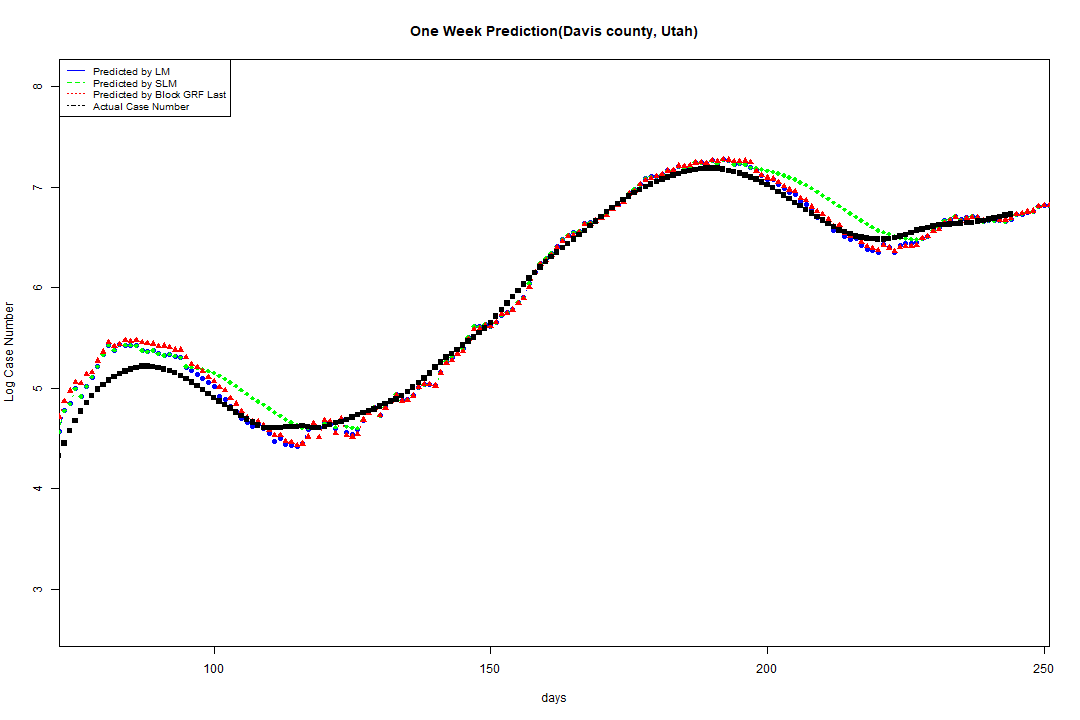 One Week Prediction(Davis county, Utah)
Predicted by LM
Predicted by SLM
Predicted by Block GRF Last
Actual Case Number
8
7
6
5
4
3
Log Case Number
100
150
200
250
days